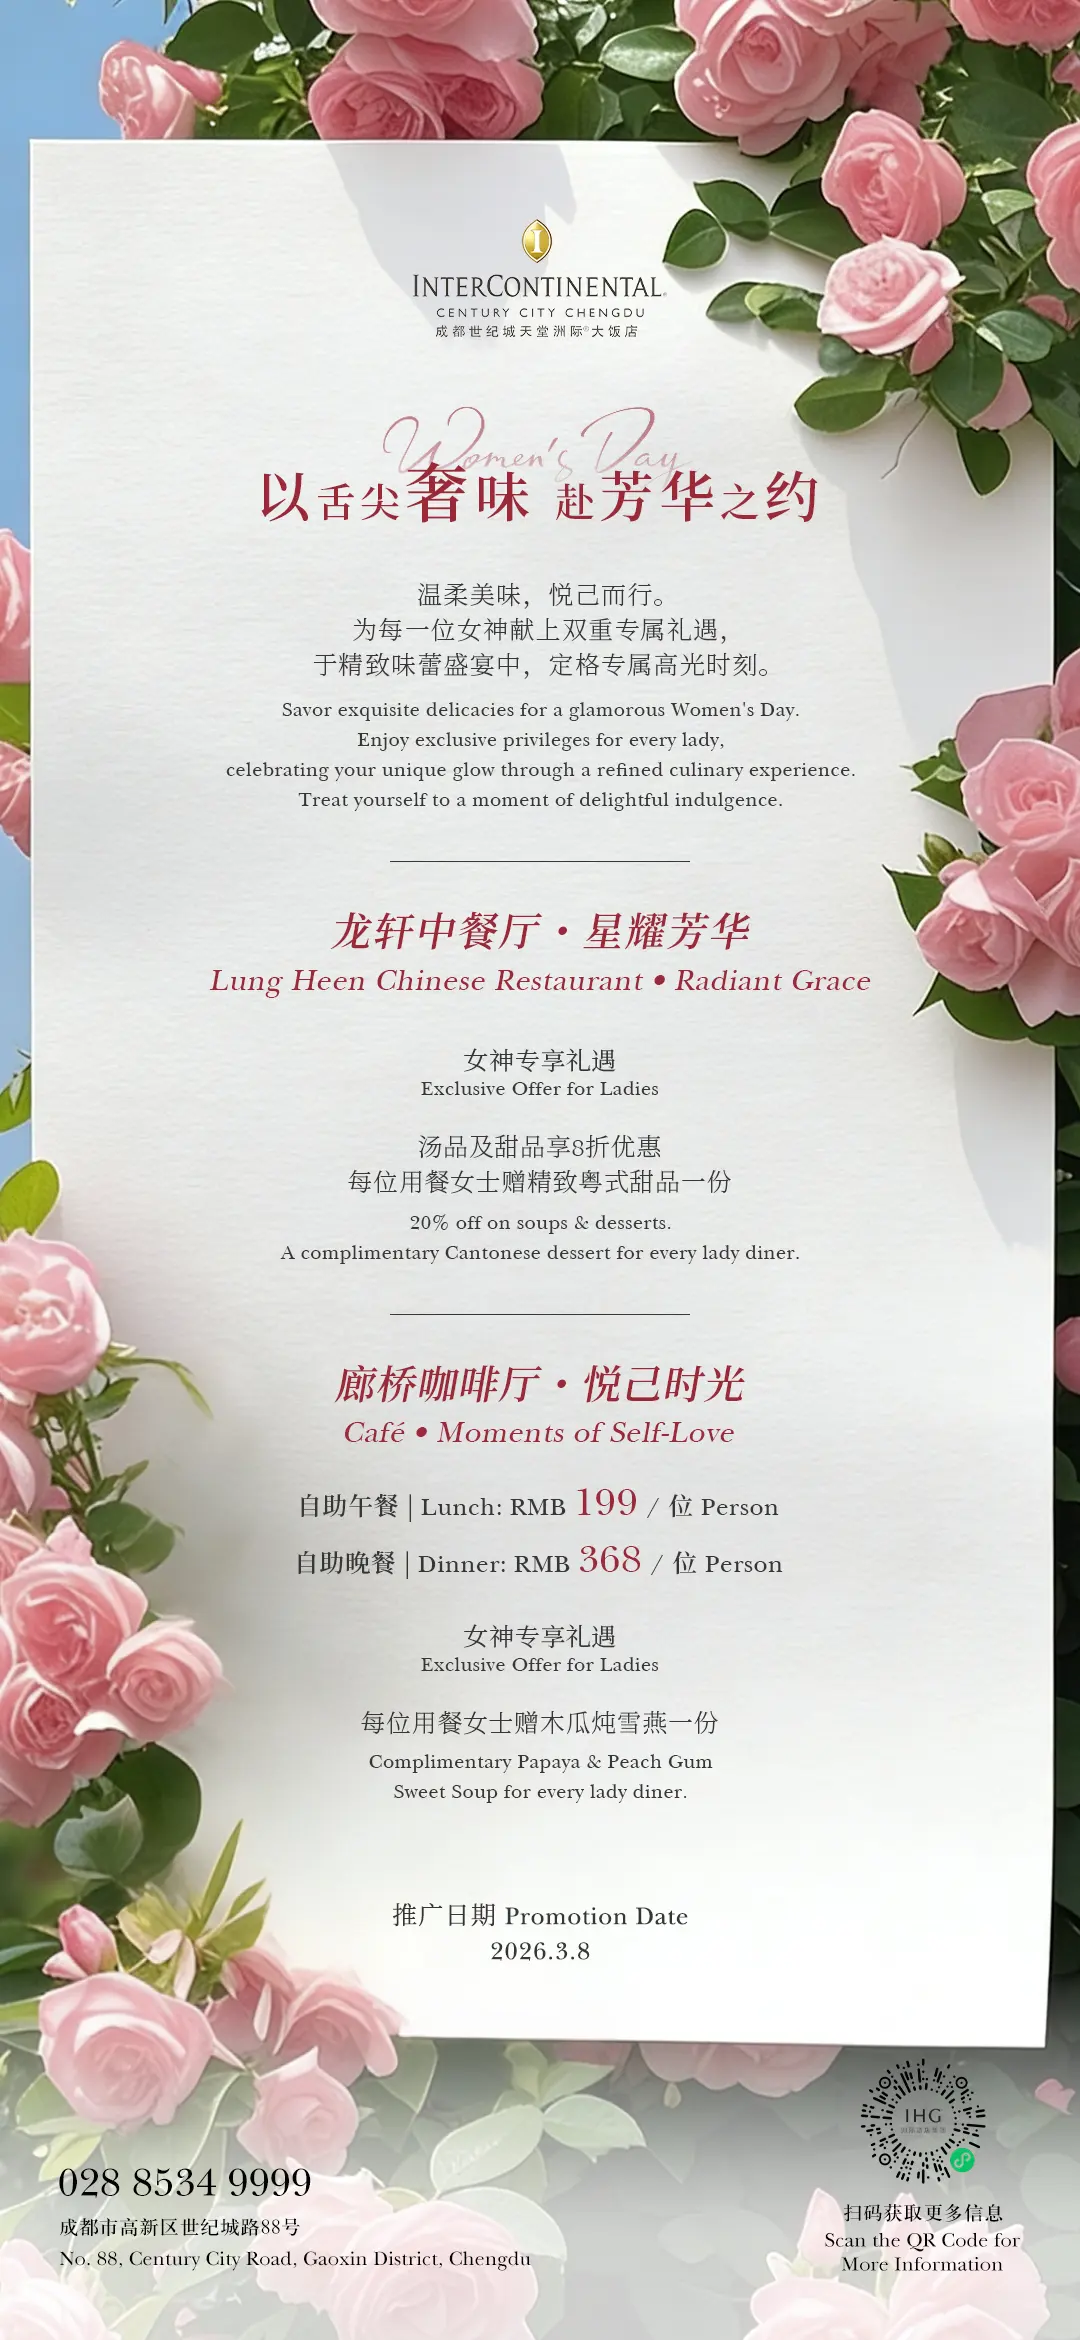 INTERCONTINENTAL
CENTURY CITY CHENGDU
成都世纪城天堂洲际®大饭店
Women's Day
以舌尖奢味 赴芳华之约
温柔美味，悦己而行。
为每一位女神献上双重专属礼遇，
于精致味蕾盛宴中，定格专属高光时刻。
Savor exquisite delicacies for a glamorous Women's Day.
Enjoy exclusive privileges for every lady,
celebrating your unique glow through a refined culinary experience.
Treat yourself to a moment of delightful indulgence.
龙轩中餐厅·星耀芳华
Lung Heen Chinese Restaurant • Radiant Grace
女神专享礼遇
Exclusive Offer for Ladies
汤品及甜品享8折优惠
每位用餐女士赠精致粤式甜品一份
20% off on soups & desserts.
A complimentary Cantonese dessert for every lady diner.
廊桥咖啡厅·悦己时光
Café • Moments of Self-Love
自助午餐 | Lunch: RMB 199 / 位 Person
自助晚餐 | Dinner: RMB 368 / 位 Person
女神专享礼遇
Exclusive Offer for Ladies
每位用餐女士赠木瓜炖雪燕一份
Complimentary Papaya & Peach Gum
Sweet Soup for every lady diner.
推广日期 Promotion Date
2026.3.8
IHG
028 8534 9999
成都市高新区世纪城路88号
No. 88, Century City Road, Gaoxin District, Chengdu
扫码获取更多信息
Scan the QR Code for
More Information